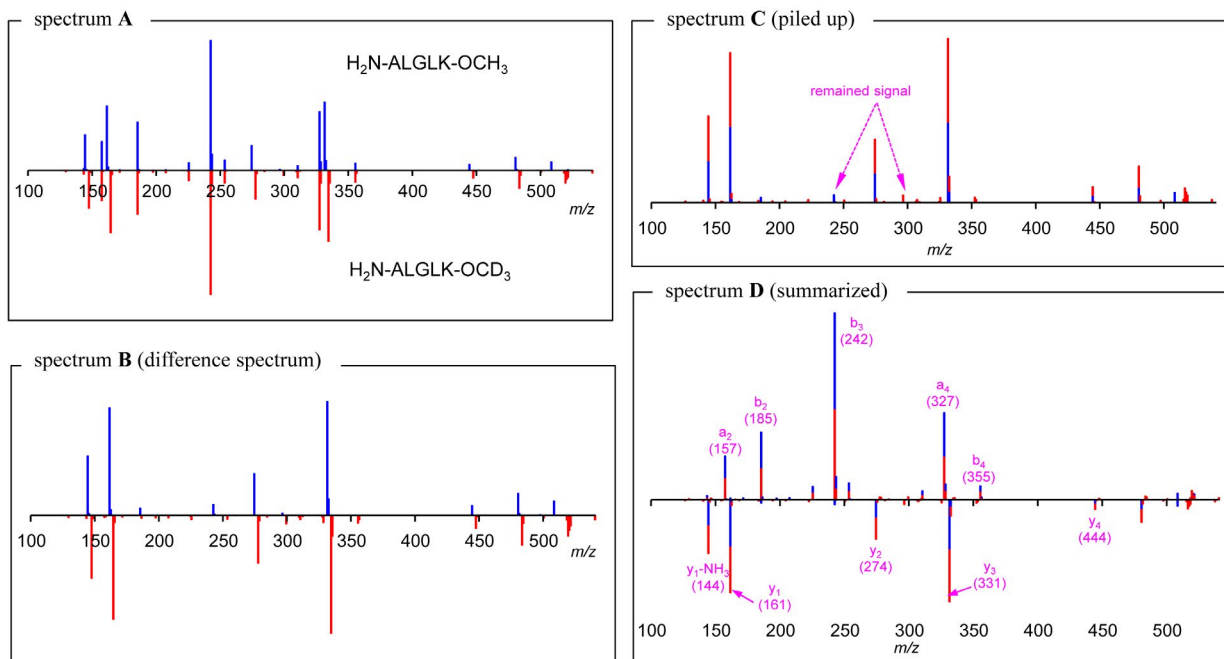 spectrum A
H₂N-ALGLK-OCH₃
100 150 200 250 300 350 400 450 500
m/z
H₂N-ALGLK-OCD₃
spectrum B (difference spectrum)
100 150 200 250 300 350 400 450 500
m/z
spectrum C (piled up)
remained signal
100 150 200 250 300 350 400 450 500
m/z
spectrum D (summarized)
b₃
(242)
a₄
(327)
b₂
(185)
a₂
(157)
b₄
(355)
y₄
(444)
y₂
(274)
y₁-NH₃
(144)
y₁
(161)
y₃
(331)
100 150 200 250 300 350 400 450 500
m/z